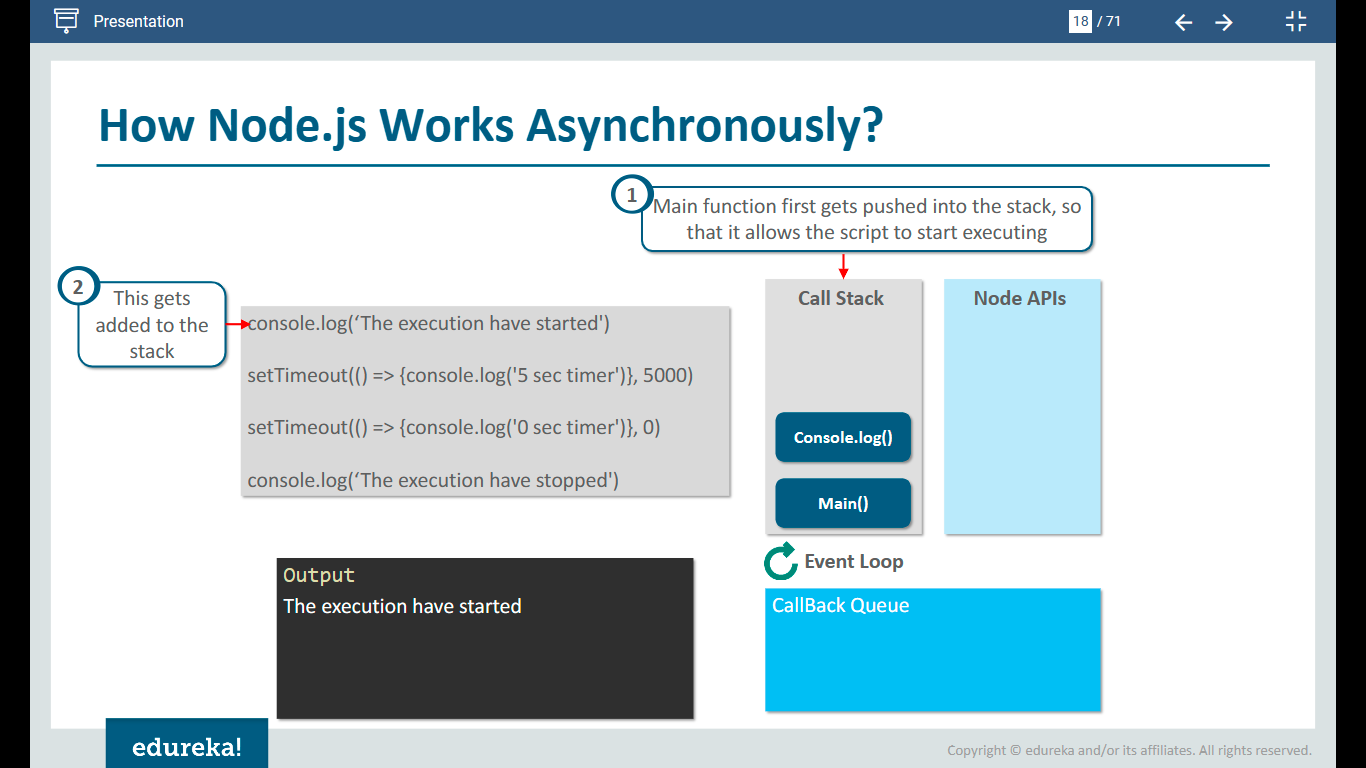 Presentation
18 / 71
How Node.js Works Asynchronously?
1
Main function first gets pushed into the stack, so
that it allows the script to start executing
2
This gets
added to the
stack
console.log(‘The execution have started')
setTimeout(() => {console.log('5 sec timer')}, 5000)
setTimeout(() => {console.log('0 sec timer')}, 0)
console.log(‘The execution have stopped')
Call Stack
Console.log()
Main()
Node APIs
Output
The execution have started
Event Loop
CallBack Queue
edureka!
Copyright © edureka and/or its affiliates. All rights reserved.